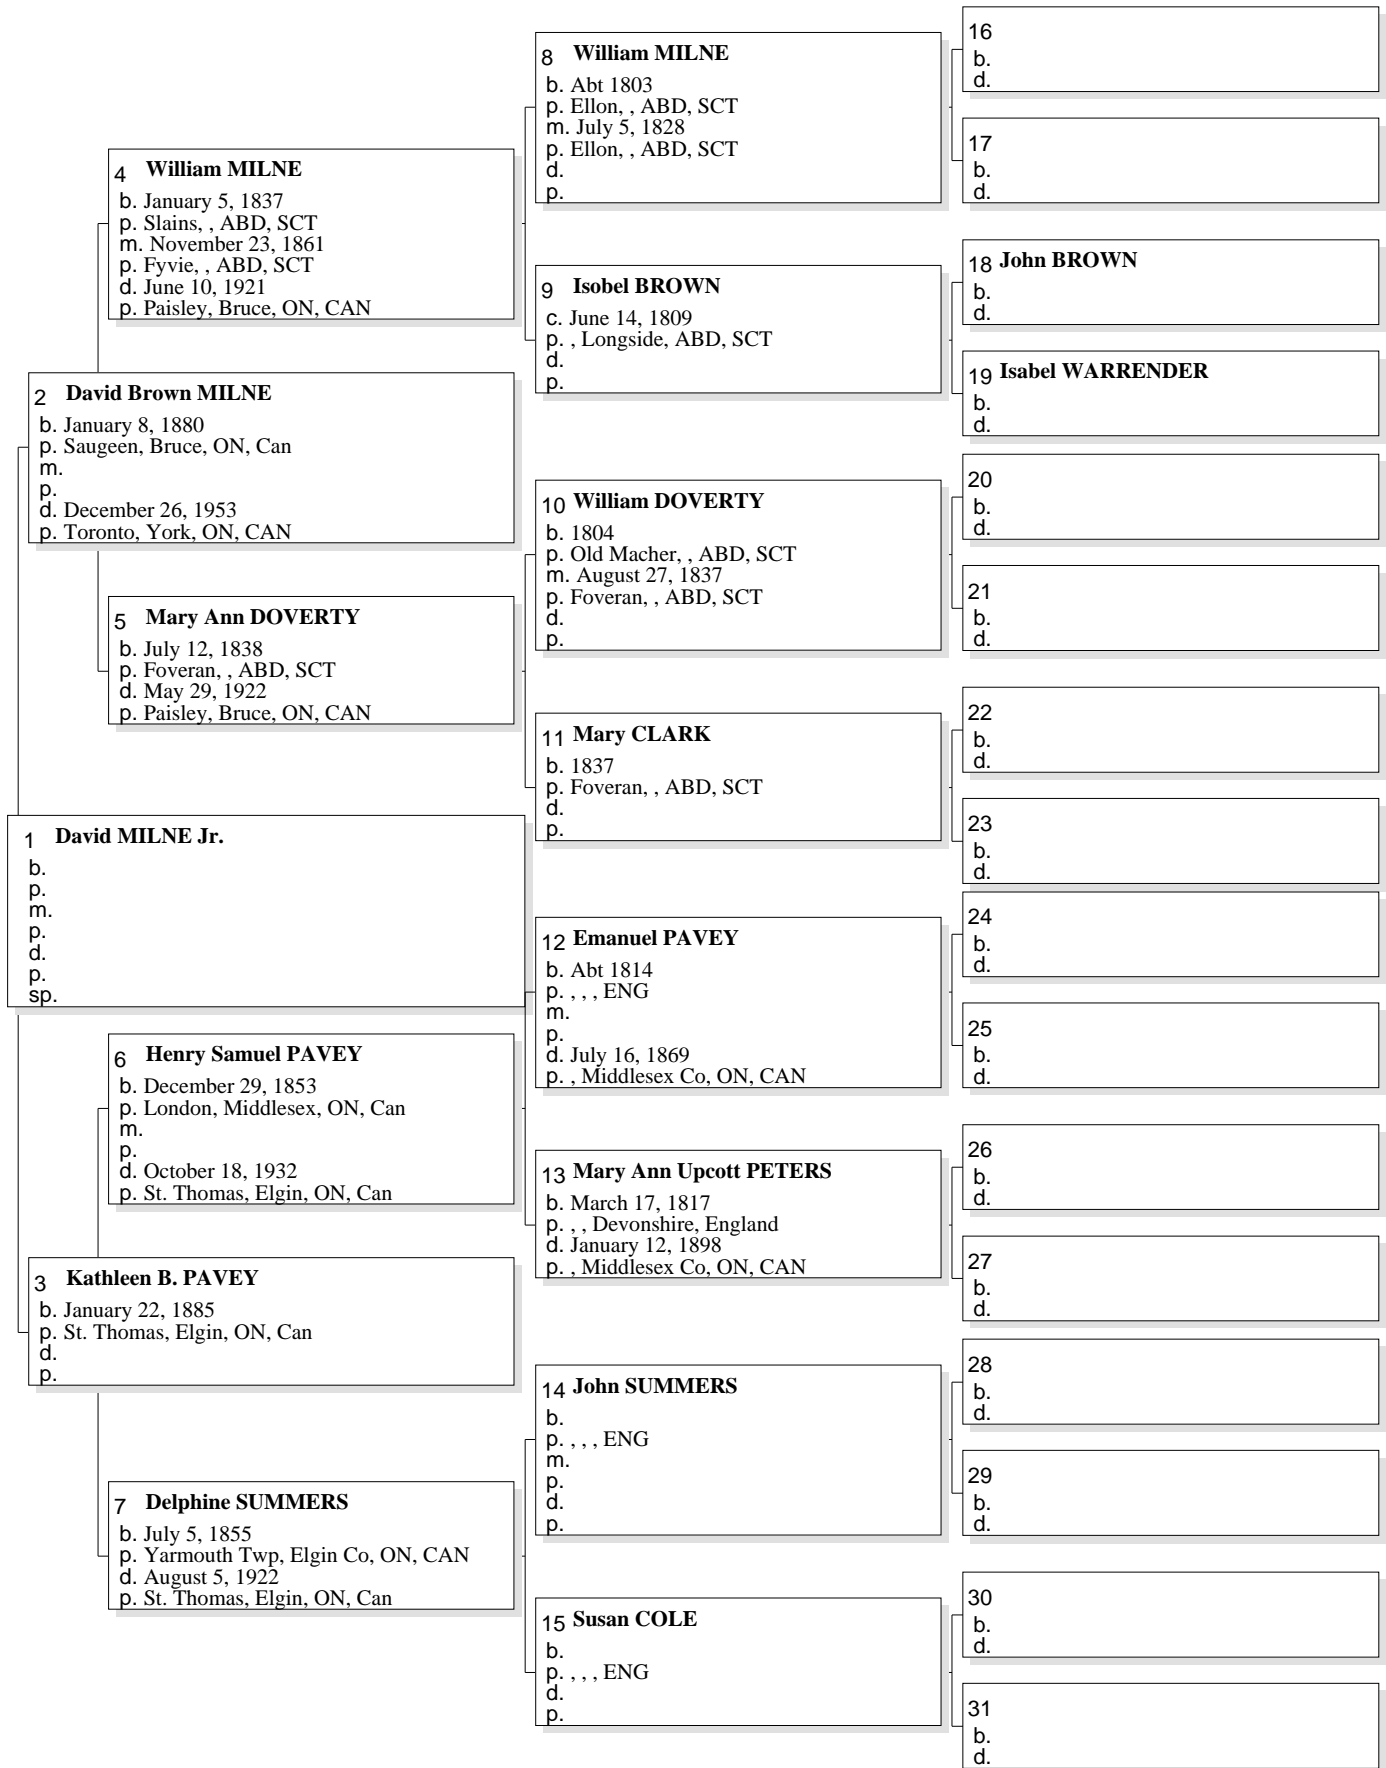 1 David MILNE Jr.
b.
p.
m.
p.
d.
p.
sp.
2 David Brown MILNE
b. January 8, 1880
p. Saugeen, Bruce, ON, Can
m.
p.
d. December 26, 1953
p. Toronto, York, ON, CAN
3 Kathleen B. PAVEY
b. January 22, 1885
p. St. Thomas, Elgin, ON, Can
d.
p.
4 William MILNE
b. January 5, 1837
p. Slains, , ABD, SCT
m. November 23, 1861
p. Fyvie, , ABD, SCT
d. June 10, 1921
p. Paisley, Bruce, ON, CAN
5 Mary Ann DOVERTY
b. July 12, 1838
p. Foveran, , ABD, SCT
d. May 29, 1922
p. Paisley, Bruce, ON, CAN
6 Henry Samuel PAVEY
b. December 29, 1853
p. London, Middlesex, ON, Can
m.
p.
d. October 18, 1932
p. St. Thomas, Elgin, ON, Can
7 Delphine SUMMERS
b. July 5, 1855
p. Yarmouth Twp, Elgin Co, ON, CAN
d. August 5, 1922
p. St. Thomas, Elgin, ON, Can
8 William MILNE
b. Abt 1803
p. Ellon, , ABD, SCT
m. July 5, 1828
p. Ellon, , ABD, SCT
d.
p.
9 Isobel BROWN
c. June 14, 1809
p. , Longside, ABD, SCT
d.
p.
10 William DOVERTY
b. 1804
p. Old Macher, , ABD, SCT
m. August 27, 1837
p. Foveran, , ABD, SCT
d.
p.
11 Mary CLARK
b. 1837
p. Foveran, , ABD, SCT
d.
p.
12 Emanuel PAVEY
b. Abt 1814
p. , , , ENG
m.
p.
d. July 16, 1869
p. , Middlesex Co, ON, CAN
13 Mary Ann Upcott PETERS
b. March 17, 1817
p. , , Devonshire, England
d. January 12, 1898
p. , Middlesex Co, ON, CAN
14 John SUMMERS
b.
p. , , , ENG
m.
p.
d.
p.
15 Susan COLE
b.
p. , , , ENG
d.
p.
16
b.
d.
17
b.
d.
18 John BROWN
b.
d.
19 Isabel WARRENDER
b.
d.
20
b.
d.
21
b.
d.
22
b.
d.
23
b.
d.
24
b.
d.
25
b.
d.
26
b.
d.
27
b.
d.
28
b.
d.
29
b.
d.
30
b.
d.
31
b.
d.